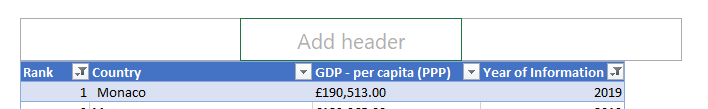 Add header
Rank Country GDP - per capita (PPP) Year of Information
1 Monaco £190,513.00 2019